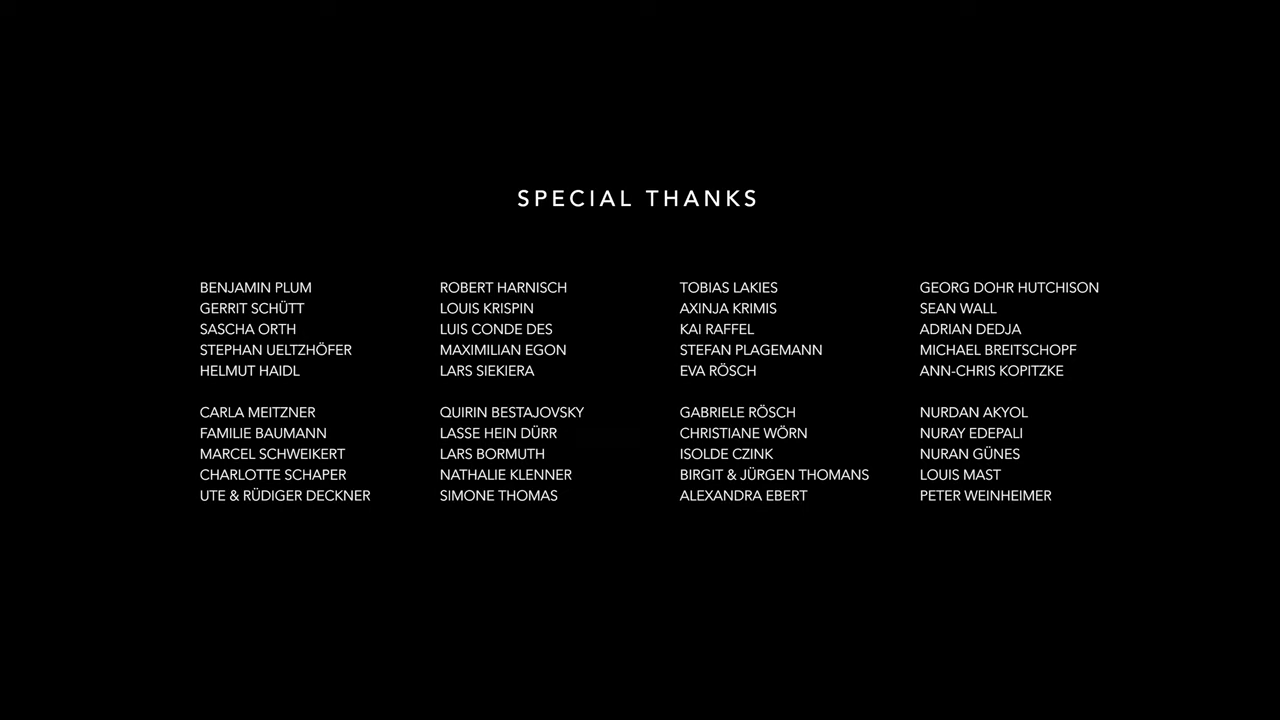 SPECIAL THANKS
BENJAMIN PLUM
GERRIT SCHÜTT
SASCHA ORTH
STEPHAN UELTZHÖFER
HELMUT HAIDL
CARLA MEITZNER
FAMILIE BAUMANN
MARCEL SCHWEIKERT
CHARLOTTE SCHAPER
UTE & RÜDIGER DECKNER
ROBERT HARNISCH
LOUIS KRISPIN
LUIS CONDE DES
MAXIMILIAN EGON
LARS SIEKIERA
QUIRIN BESTAJOVSKY
LASSE HEIN DÜRR
LARS BORMUTH
NATHALIE KLENNER
SIMONE THOMAS
TOBIAS LAKIES
AXINJA KRIMIS
KAI RAFFEL
STEFAN PLAGEMANN
EVA RÖSCH
GABRIELE RÖSCH
CHRISTIANE WÖRN
ISOLDE CZINK
BIRGIT & JÜRGEN THOMANS
ALEXANDRA EBERT
GEORG DOHR HUTCHISON
SEAN WALL
ADRIAN DEDJA
MICHAEL BREITSCHOPF
ANN-CHRIS KOPITZKE
NURDAN AKYOL
NURAY EDEPALI
NURAN GÜNES
LOUIS MAST
PETER WEINHEIMER